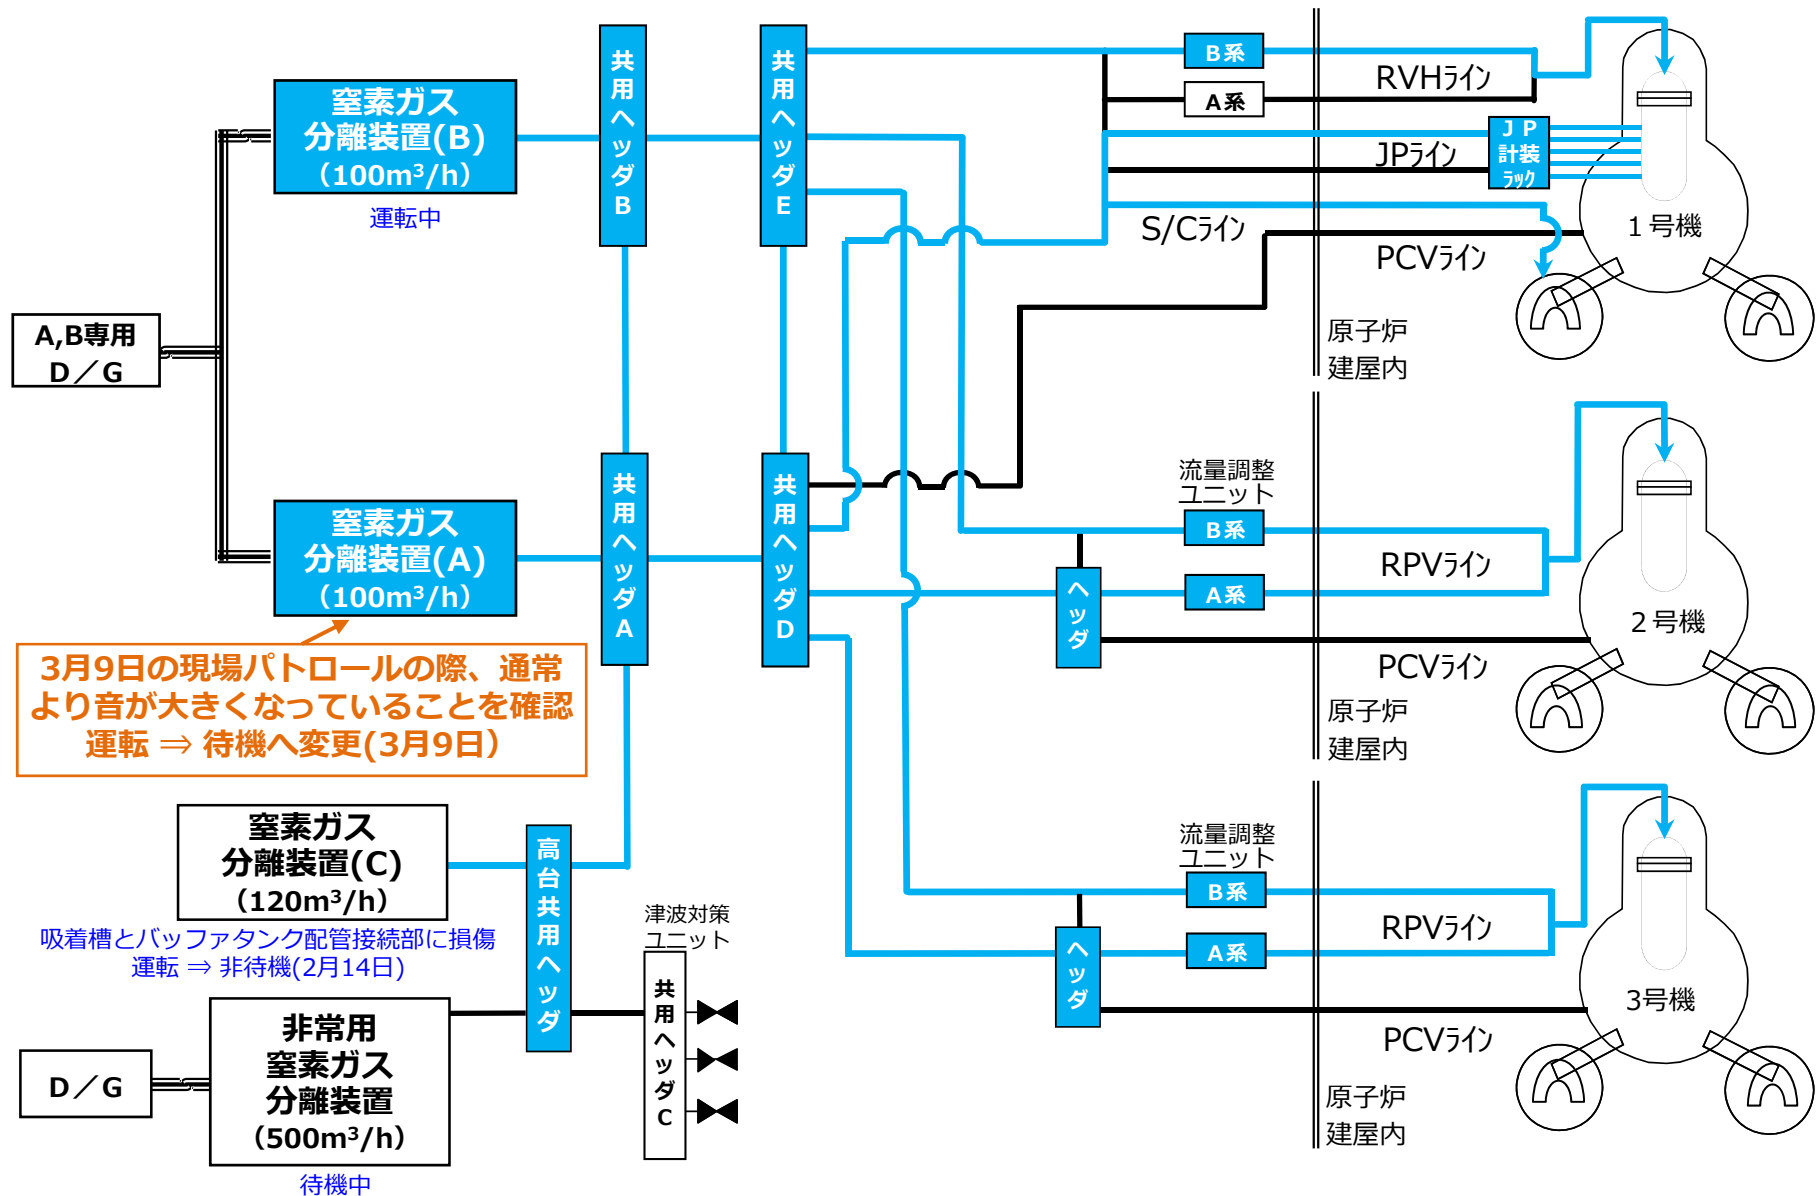 窒素ガス
分離装置(B)
（100m³/h）
運転中
共用ヘッダB
共用ヘッダE
B系
A系
RVHライン
ＪＰ
計装
ラック
JPライン
S/Cライン
PCVライン
１号機
原子炉
建屋内
A,B専用
D／G
窒素ガス
分離装置(A)
（100m³/h）
共用ヘッダA
共用ヘッダD
3月9日の現場パトロールの際、通常
より音が大きくなっていることを確認
運転 ⇒ 待機へ変更(3月9日）
流量調整
ユニット
B系
A系
ヘッダ
RPVライン
PCVライン
２号機
原子炉
建屋内
窒素ガス
分離装置(C)
（120m³/h）
吸着槽とバッファタンク配管接続部に損傷
運転 ⇒ 非待機(2月14日)
高台共用ヘッダ
津波対策
ユニット
共用ヘッダC
D／G
非常用
窒素ガス
分離装置
（500m³/h）
待機中
流量調整
ユニット
B系
A系
ヘッダ
RPVライン
PCVライン
3号機
原子炉
建屋内